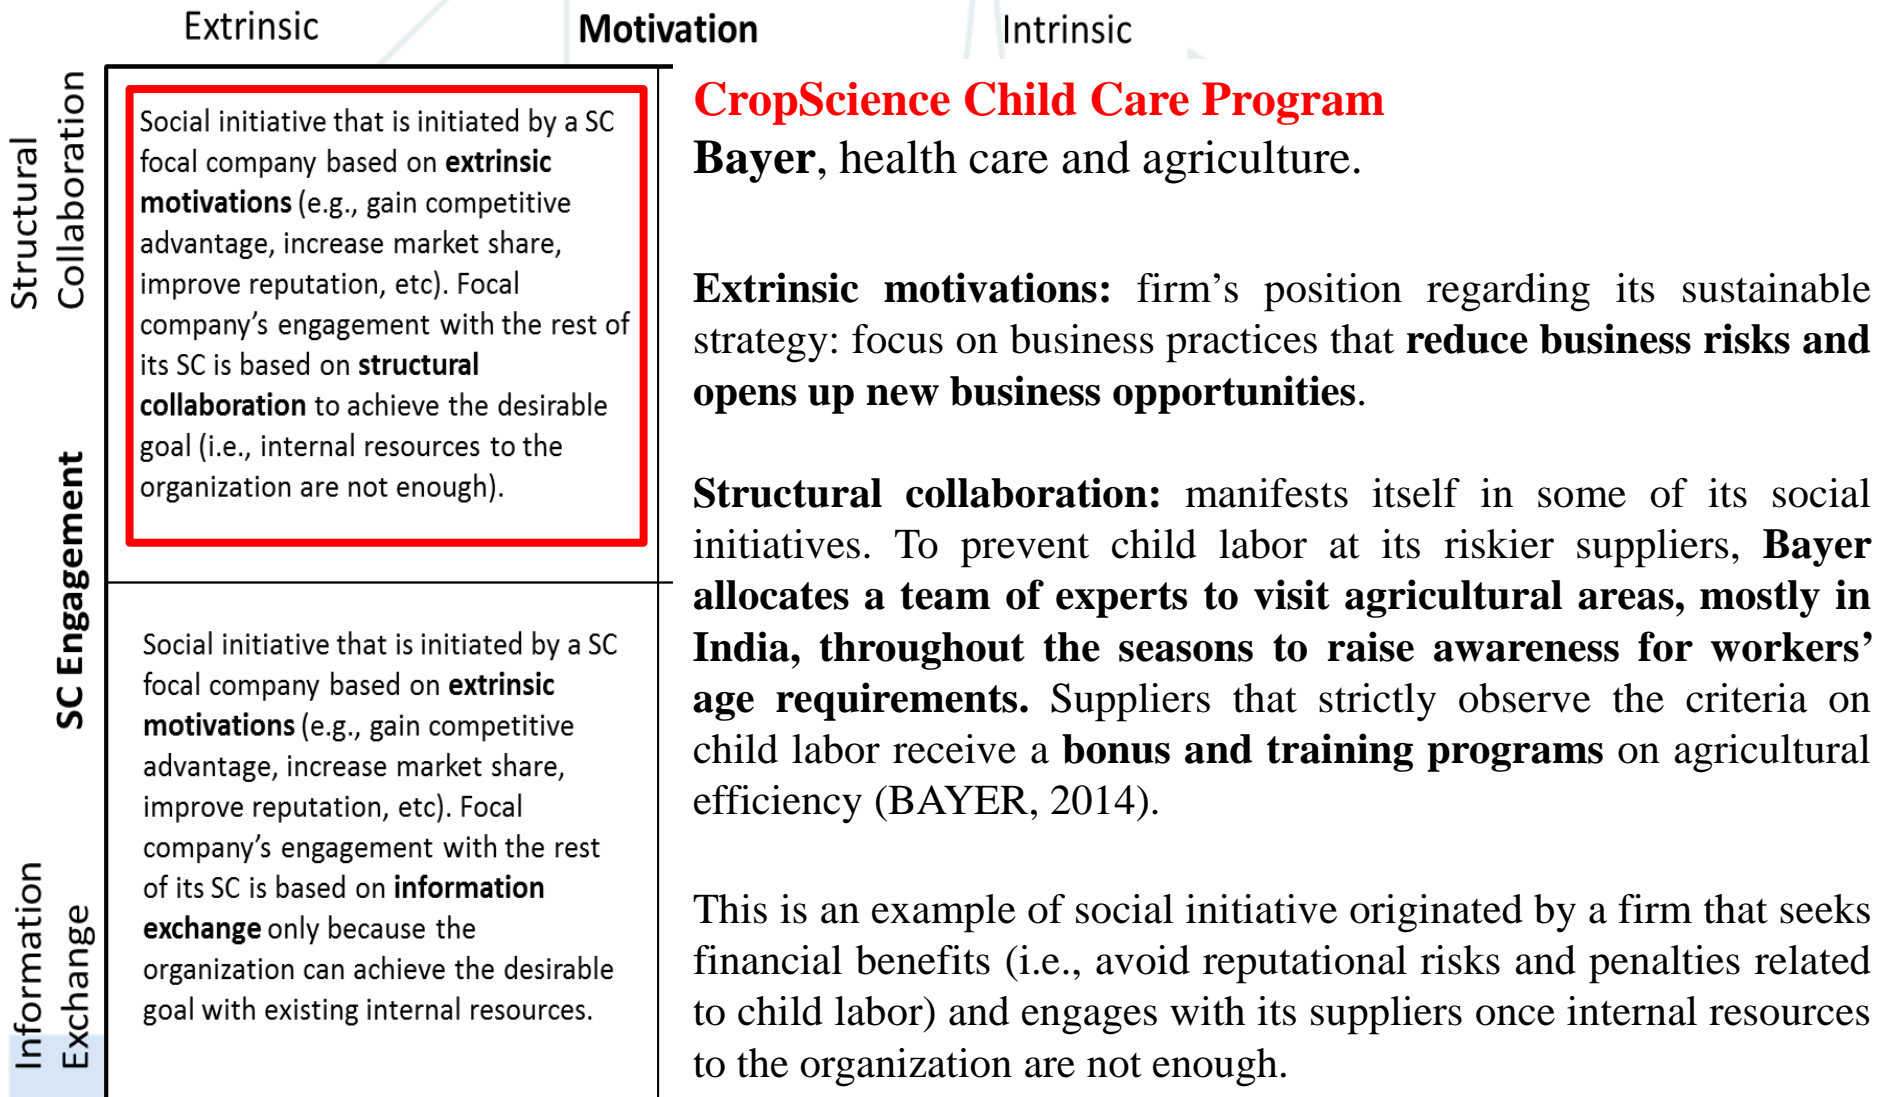 Extrinsic Motivation Intrinsic
Structural
Collaboration
SC Engagement
Information
Exchange
Social initiative that is initiated by a SC
focal company based on extrinsic
motivations (e.g., gain competitive
advantage, increase market share,
improve reputation, etc). Focal
company's engagement with the rest of
its SC is based on structural
collaboration to achieve the desirable
goal (i.e., internal resources to the
organization are not enough).
Social initiative that is initiated by a SC
focal company based on extrinsic
motivations (e.g., gain competitive
advantage, increase market share,
improve reputation, etc). Focal
company's engagement with the rest
of its SC is based on information
exchange only because the
organization can achieve the desirable
goal with existing internal resources.
CropScience Child Care Program
Bayer, health care and agriculture.
Extrinsic motivations: firm's position regarding its sustainable
strategy: focus on business practices that reduce business risks and
opens up new business opportunities.
Structural collaboration: manifests itself in some of its social
initiatives. To prevent child labor at its riskier suppliers, Bayer
allocates a team of experts to visit agricultural areas, mostly in
India, throughout the seasons to raise awareness for workers'
age requirements. Suppliers that strictly observe the criteria on
child labor receive a bonus and training programs on agricultural
efficiency (BAYER, 2014).
This is an example of social initiative originated by a firm that seeks
financial benefits (i.e., avoid reputational risks and penalties related
to child labor) and engages with its suppliers once internal resources
to the organization are not enough.